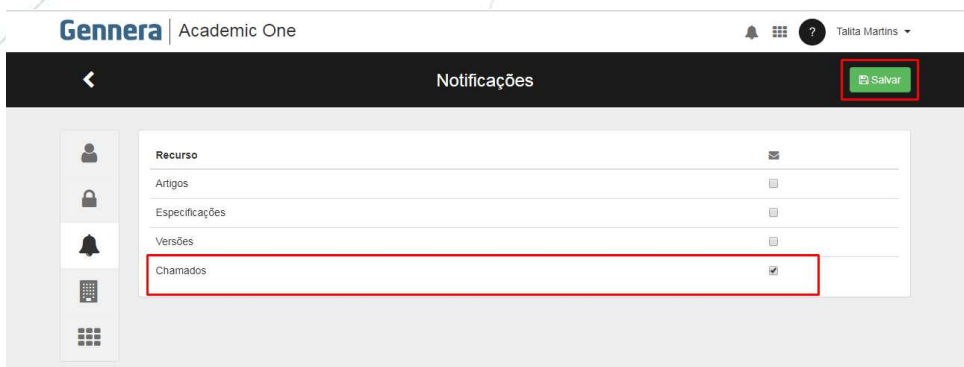 Gennera Academic One
? Talita Martins
Notificações
Salvar
Recurso
Artigos
Especificações
Versões
Chamados